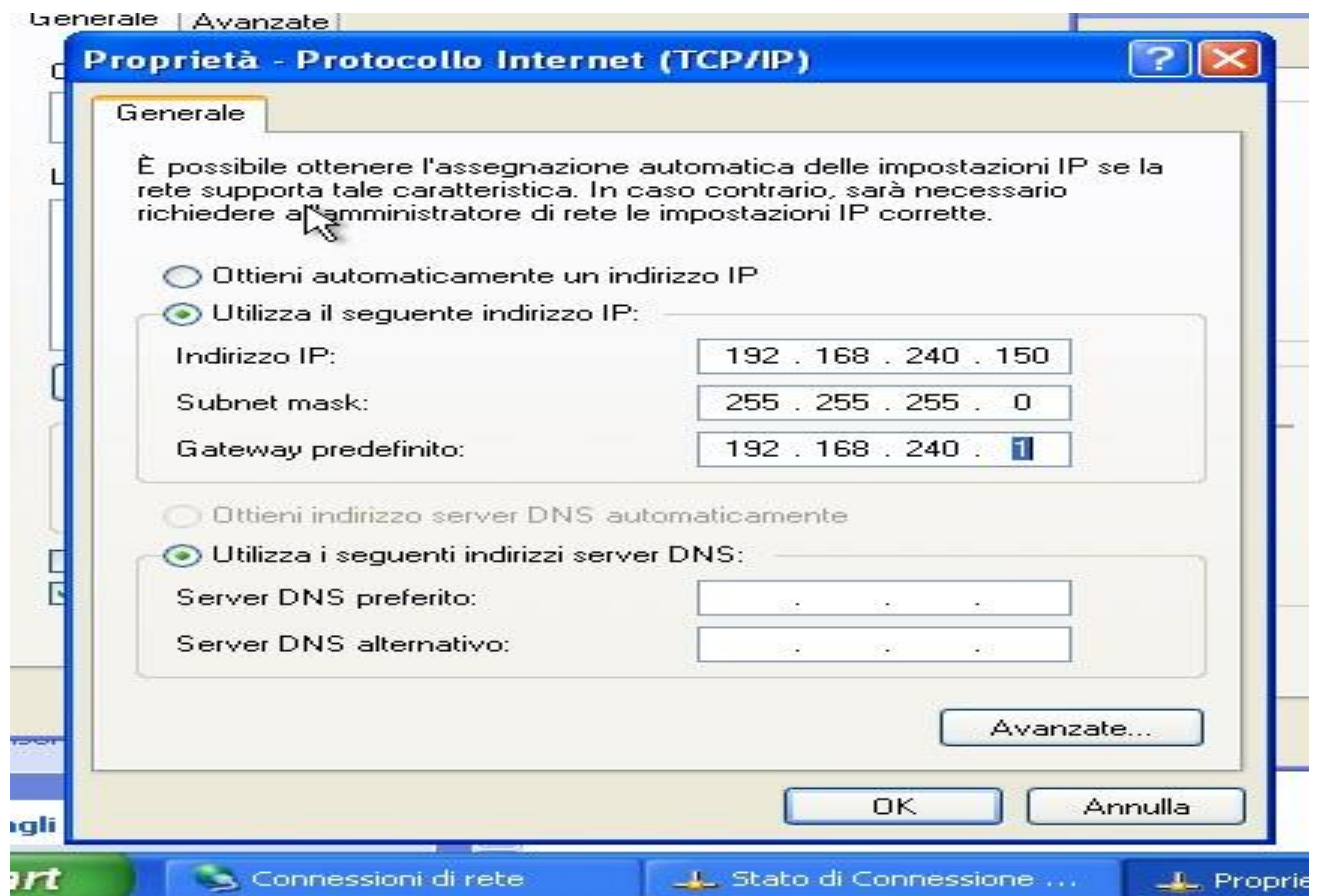 Generale Avanzate
Proprietà - Protocollo Internet (TCP/IP)
Generale
È possibile ottenere l'assegnazione automatica delle impostazioni IP se la
rete supporta tale caratteristica. In caso contrario, sarà necessario
richiedere all'amministratore di rete le impostazioni IP corrette.
Ottieni automaticamente un indirizzo IP
Utilizza il seguente indirizzo IP:
Indirizzo IP: 192 . 168 . 240 . 150
Subnet mask: 255 . 255 . 255 . 0
Gateway predefinito: 192 . 168 . 240 . 1
Ottieni indirizzo server DNS automaticamente
Utilizza i seguenti indirizzi server DNS:
Server DNS preferito: . . .
Server DNS alternativo: . . .
Avanzate...
OK Annulla
agli
art Connessioni di rete Stato di Connessione ... Proprie